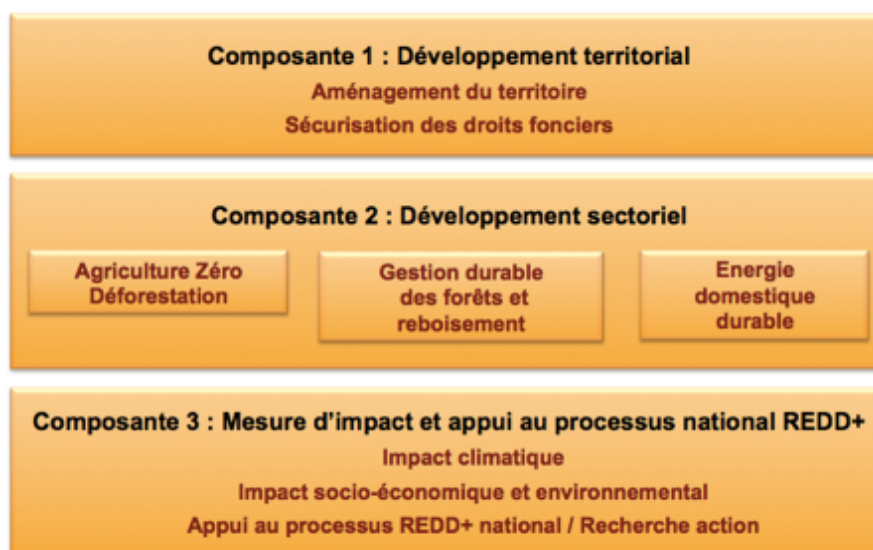 Composante 1 : Développement territorial
Aménagement du territoire
Sécurisation des droits fonciers
Composante 2 : Développement sectoriel
Agriculture Zéro
Déforestation
Gestion durable
des forêts et
reboisement
Energie
domestique
durable
Composante 3 : Mesure d'impact et appui au processus national REDD+
Impact climatique
Impact socio-économique et environnemental
Appui au processus REDD+ national / Recherche action